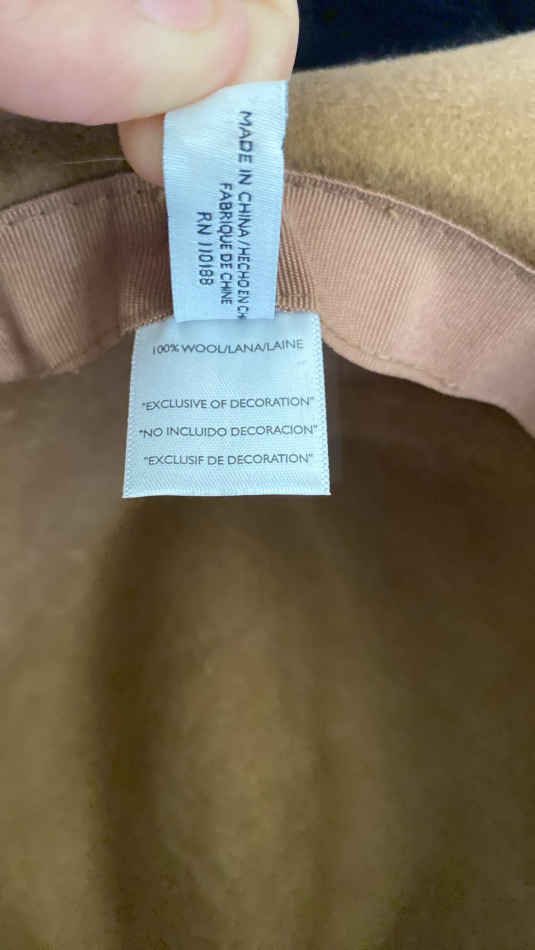 MADE IN CHINA/HECHO EN CH
FABRIQUE DE CHINE
RN 110188
100% WOOL/LANA/LAINE
"EXCLUSIVE OF DECORATION"
"NO INCLUIDO DECORACION"
"EXCLUSIF DE DECORATION"